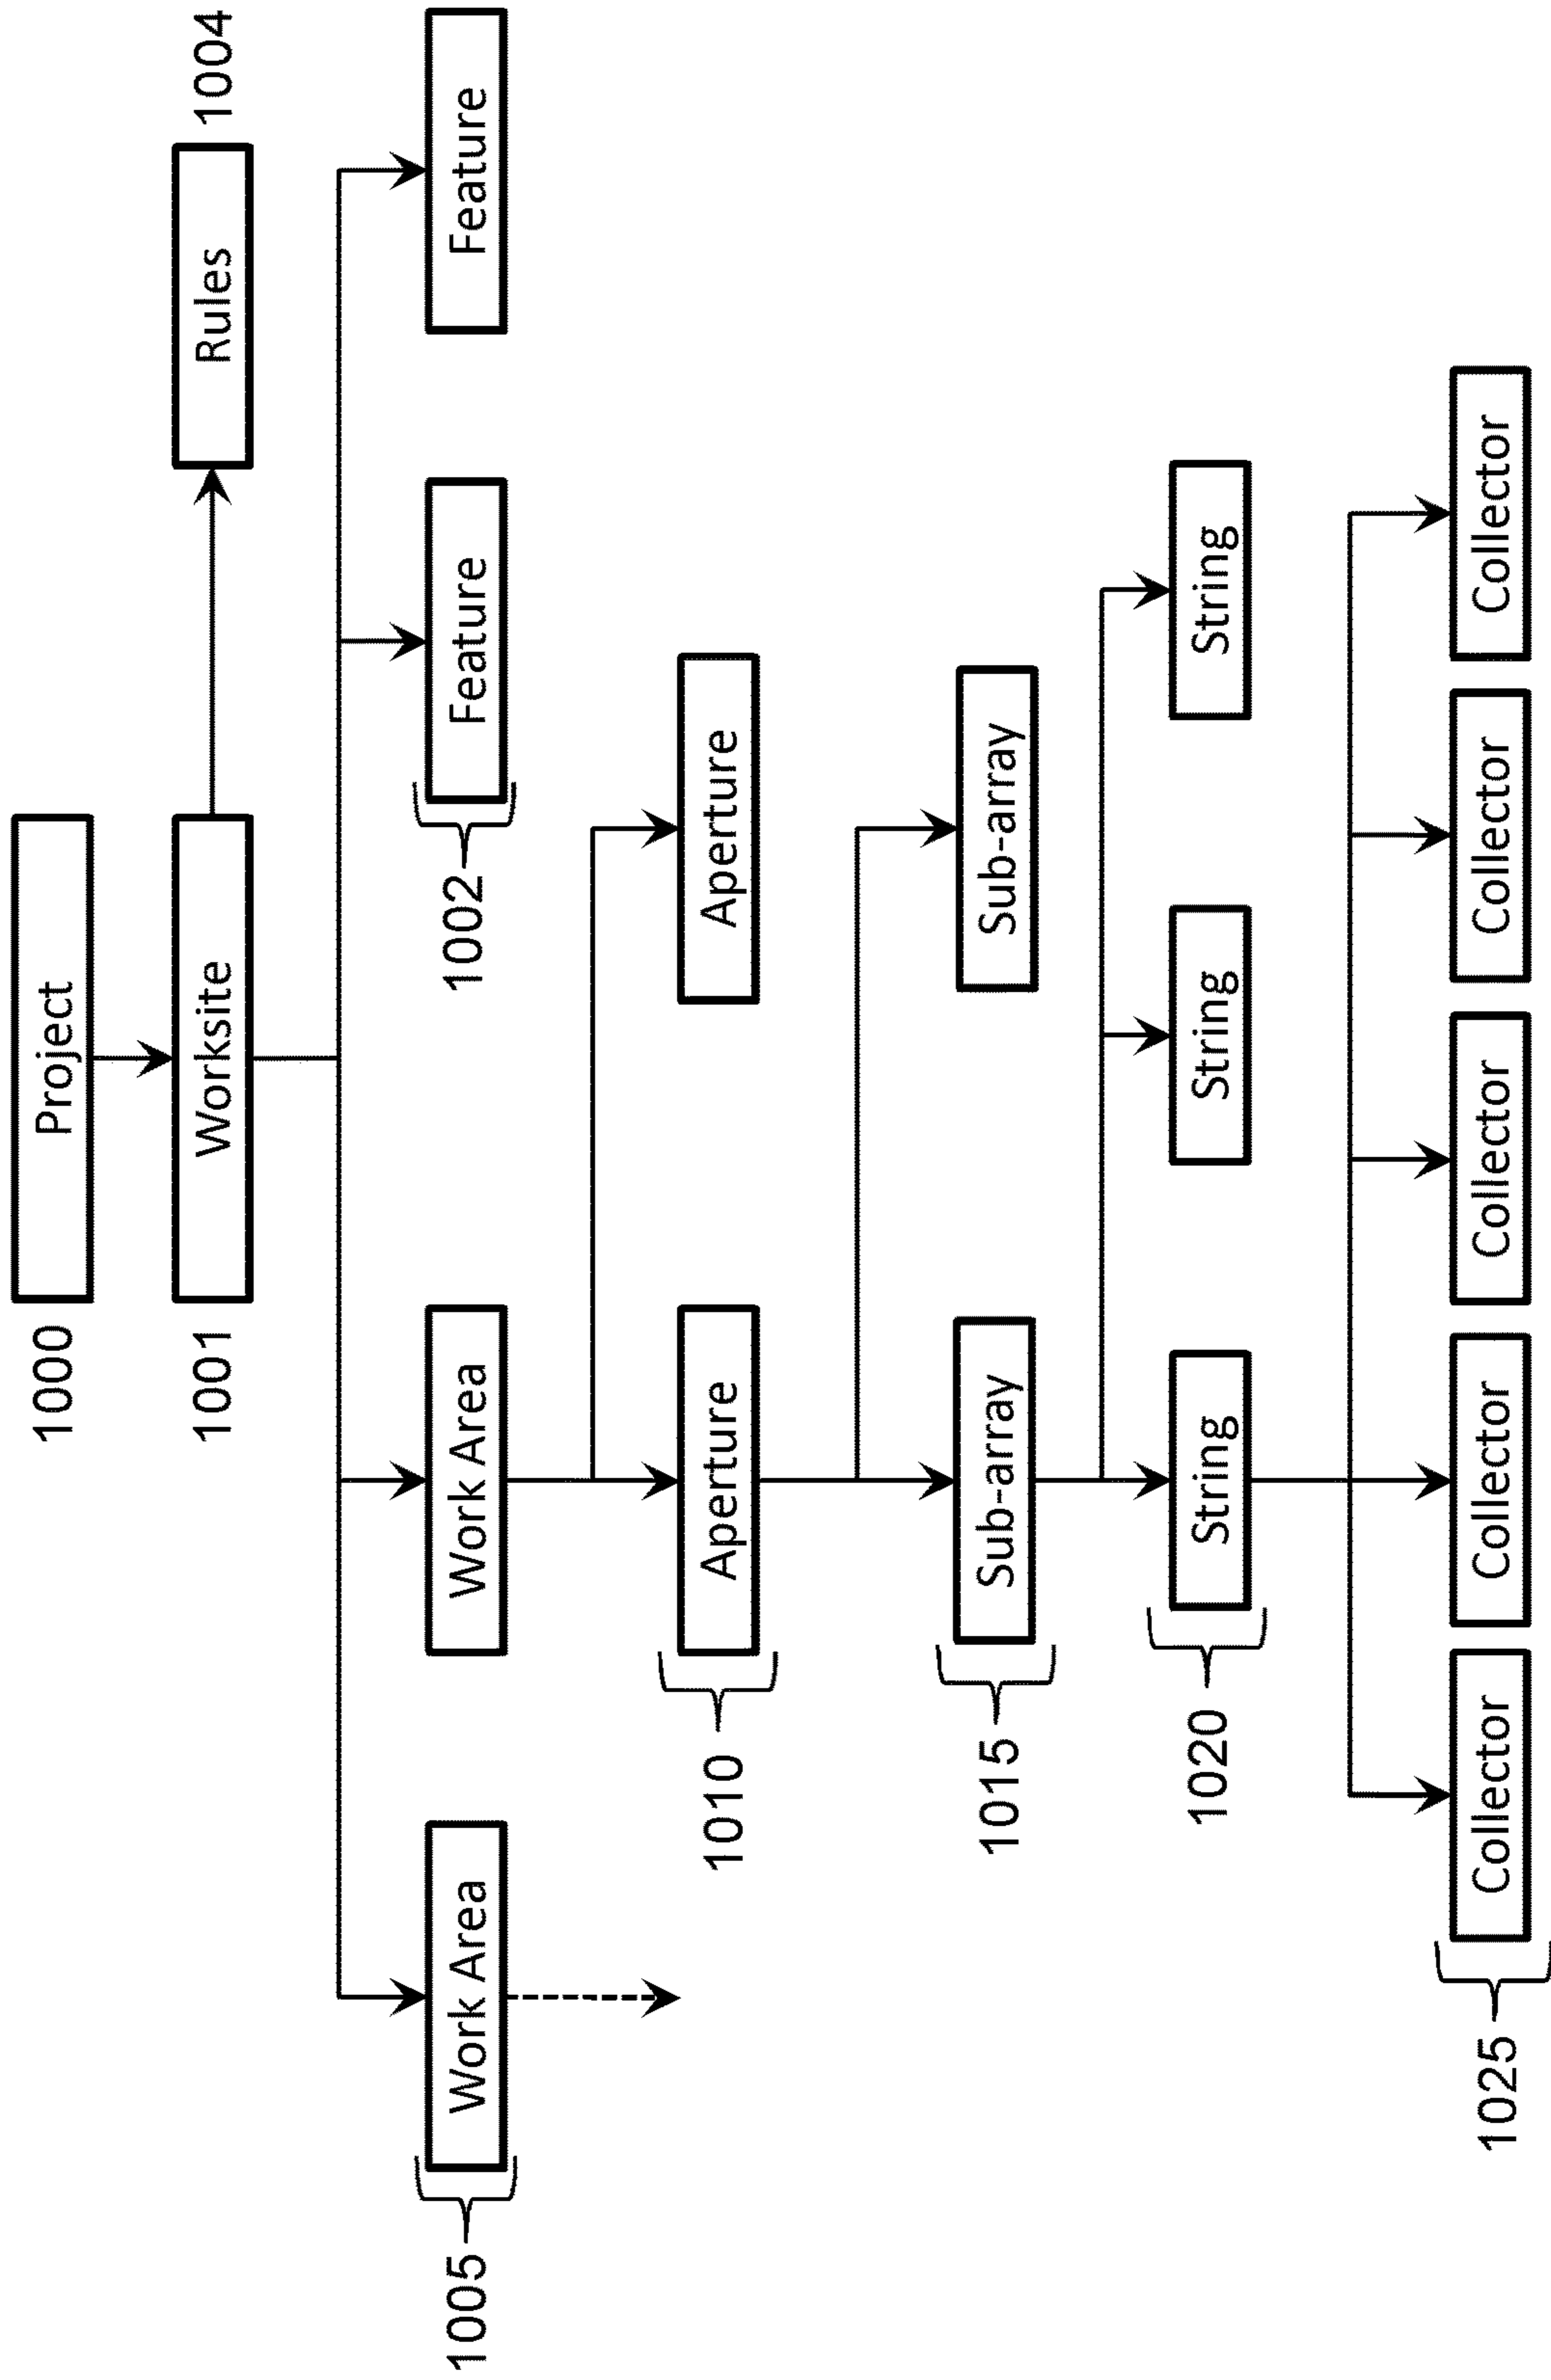 1000
Project
1001
Worksite
Rules
1004
1005
Work Area
Work Area
1002
Feature
Feature
1010
Aperture
Aperture
1015
Sub-array
Sub-array
1020
String
String
String
1025
Collector
Collector
Collector
Collector
Collector